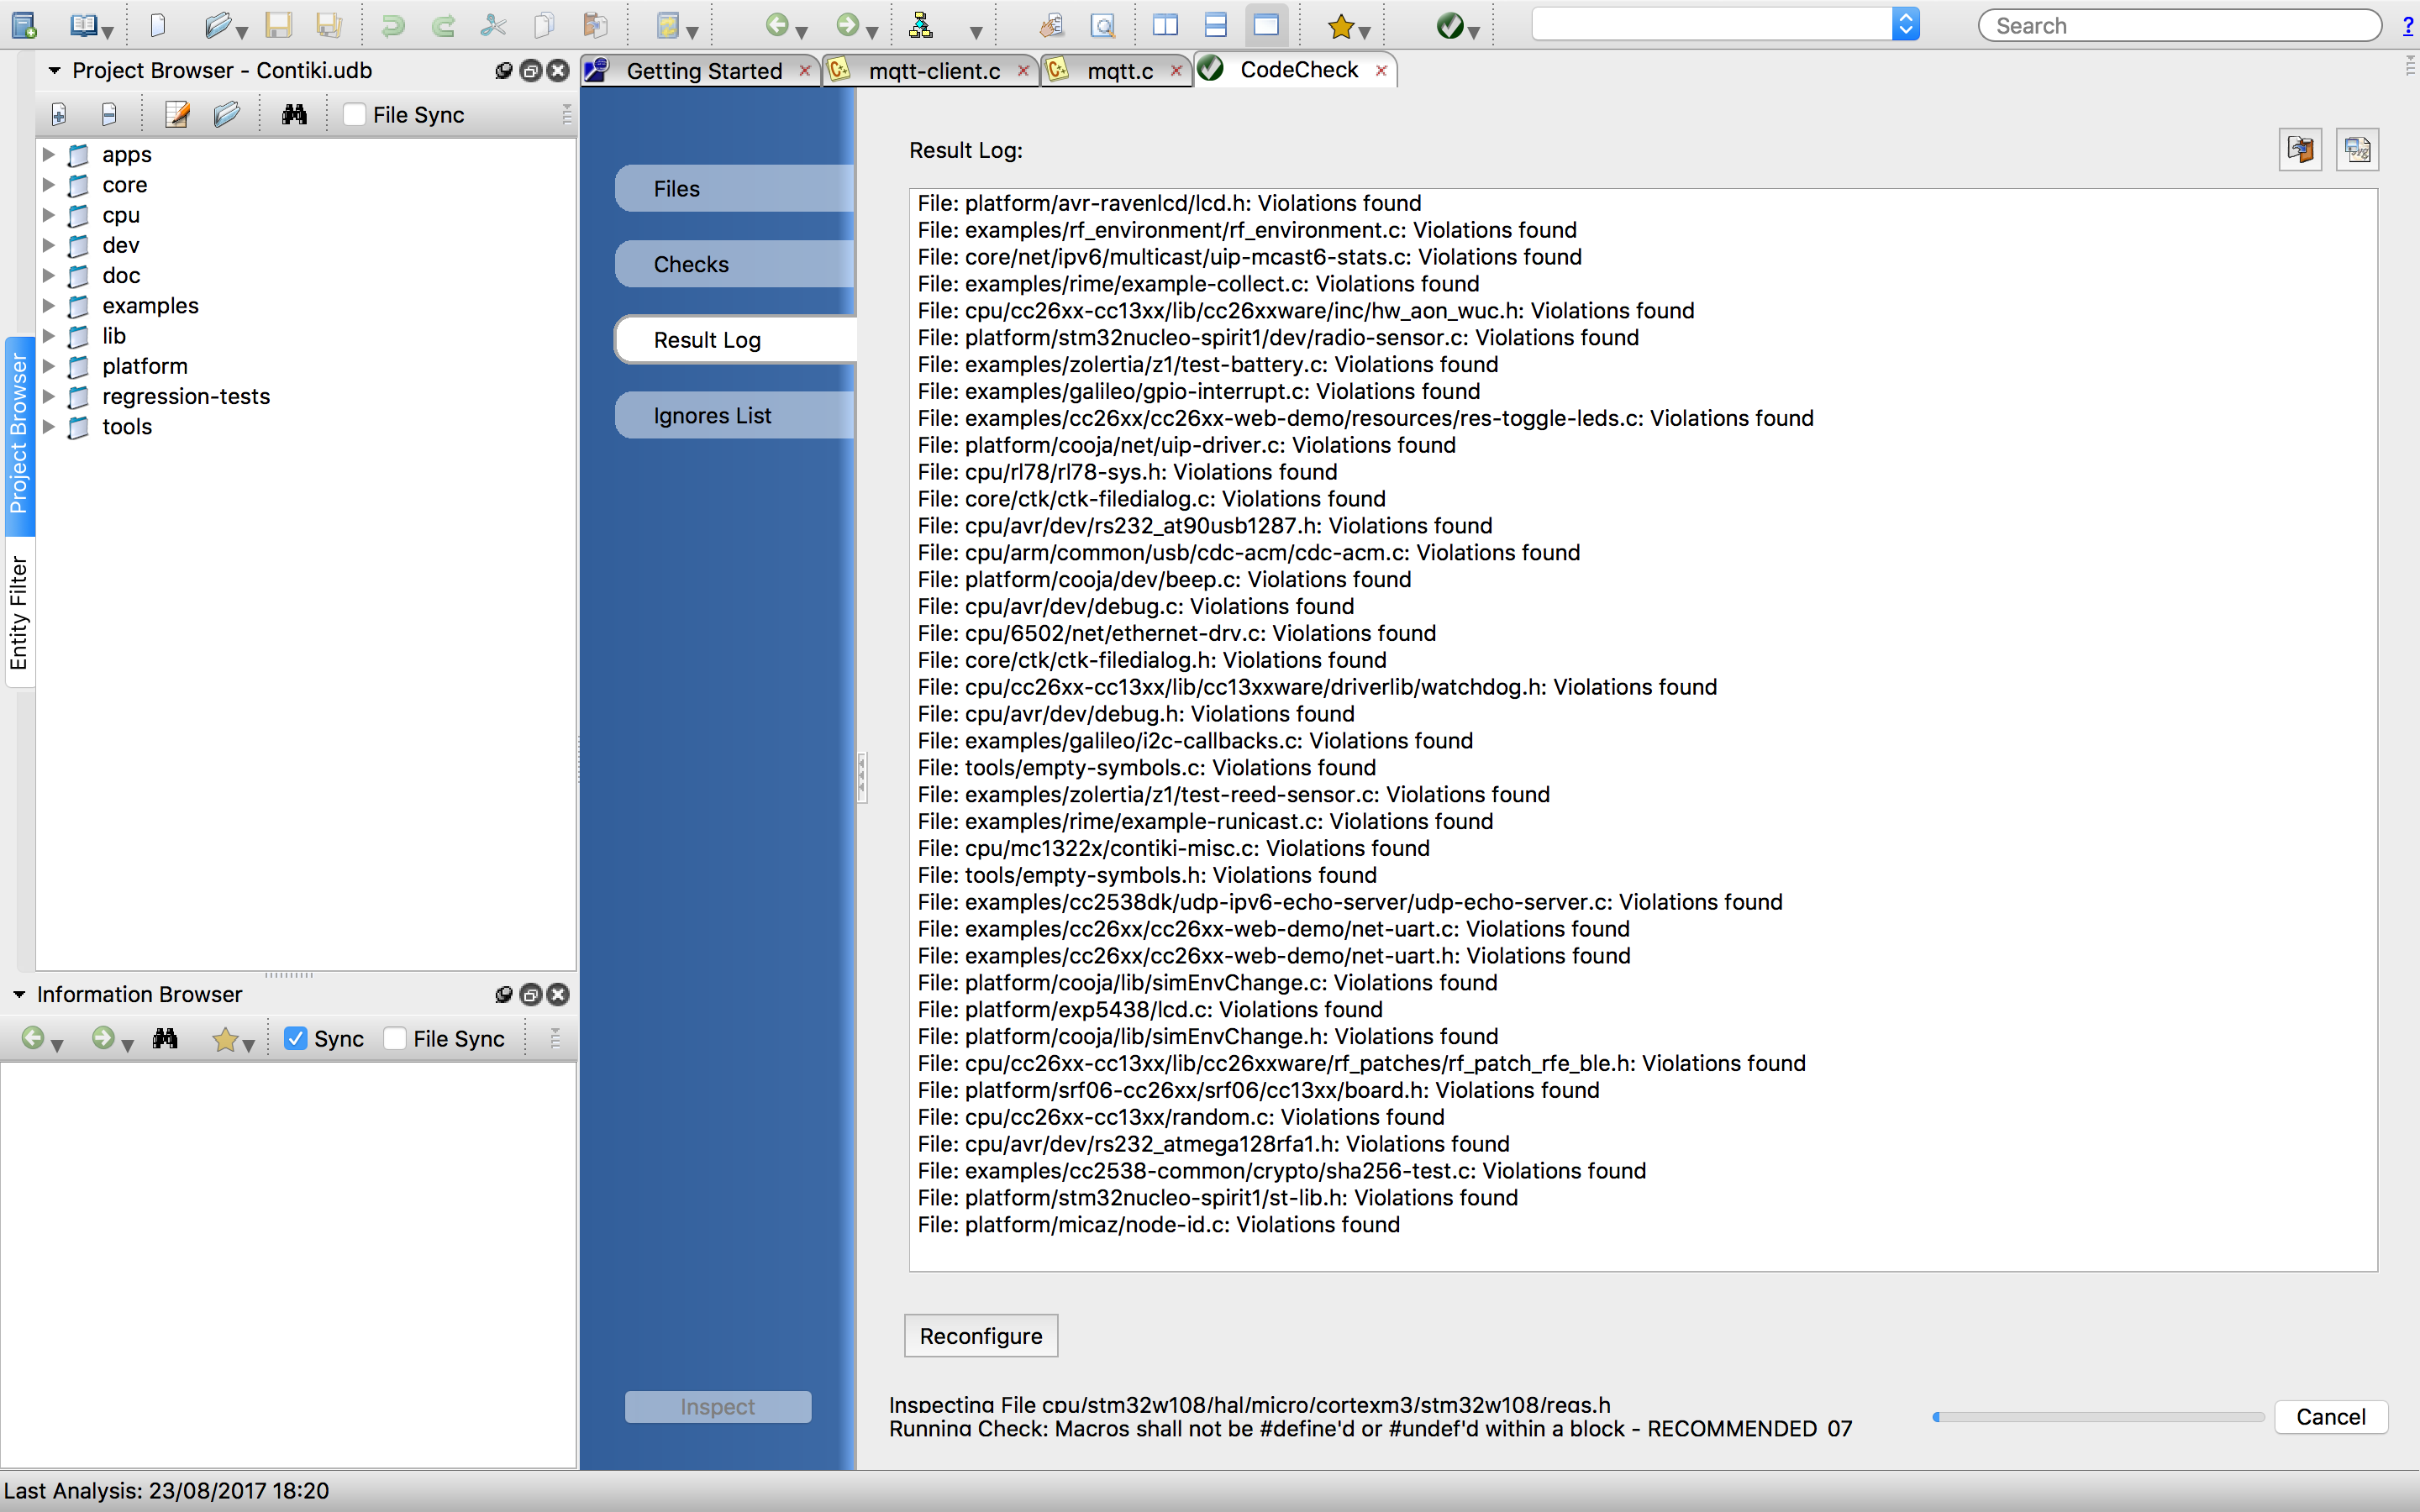 Search
?
Project Browser - Contiki.udb
Getting Started
mqtt-client.c
mqtt.c
CodeCheck
File Sync
apps
core
cpu
dev
doc
examples
lib
platform
regression-tests
tools
Project Browser
Entity Filter
Information Browser
Sync
File Sync
Files
Checks
Result Log
Ignores List
Inspect
Result Log:
File: platform/avr-ravenlcd/lcd.h: Violations found
File: examples/rf_environment/rf_environment.c: Violations found
File: core/net/ipv6/multicast/uip-mcast6-stats.c: Violations found
File: examples/rime/example-collect.c: Violations found
File: cpu/cc26xx-cc13xx/lib/cc26xxware/inc/hw_aon_wuc.h: Violations found
File: platform/stm32nucleo-spirit1/dev/radio-sensor.c: Violations found
File: examples/zolertia/z1/test-battery.c: Violations found
File: examples/galileo/gpio-interrupt.c: Violations found
File: examples/cc26xx/cc26xx-web-demo/resources/res-toggle-leds.c: Violations found
File: platform/cooja/net/uip-driver.c: Violations found
File: cpu/rl78/rl78-sys.h: Violations found
File: core/ctk/ctk-filedialog.c: Violations found
File: cpu/avr/dev/rs232_at90usb1287.h: Violations found
File: cpu/arm/common/usb/cdc-acm/cdc-acm.c: Violations found
File: platform/cooja/dev/beep.c: Violations found
File: cpu/avr/dev/debug.c: Violations found
File: cpu/6502/net/ethernet-drv.c: Violations found
File: core/ctk/ctk-filedialog.h: Violations found
File: cpu/cc26xx-cc13xx/lib/cc13xxware/driverlib/watchdog.h: Violations found
File: cpu/avr/dev/debug.h: Violations found
File: examples/galileo/i2c-callbacks.c: Violations found
File: tools/empty-symbols.c: Violations found
File: examples/zolertia/z1/test-reed-sensor.c: Violations found
File: examples/rime/example-runicast.c: Violations found
File: cpu/mc1322x/contiki-misc.c: Violations found
File: tools/empty-symbols.h: Violations found
File: examples/cc2538dk/udp-ipv6-echo-server/udp-echo-server.c: Violations found
File: examples/cc26xx/cc26xx-web-demo/net-uart.c: Violations found
File: examples/cc26xx/cc26xx-web-demo/net-uart.h: Violations found
File: platform/cooja/lib/simEnvChange.c: Violations found
File: platform/exp5438/lcd.c: Violations found
File: platform/cooja/lib/simEnvChange.h: Violations found
File: cpu/cc26xx-cc13xx/lib/cc26xxware/rf_patches/rf_patch_rfe_ble.h: Violations found
File: platform/srf06-cc26xx/srf06/cc13xx/board.h: Violations found
File: cpu/cc26xx-cc13xx/random.c: Violations found
File: cpu/avr/dev/rs232_atmega128rfa1.h: Violations found
File: examples/cc2538-common/crypto/sha256-test.c: Violations found
File: platform/stm32nucleo-spirit1/st-lib.h: Violations found
File: platform/micaz/node-id.c: Violations found
Reconfigure
Inspecting File cpu/stm32w108/hal/micro/cortexm3/stm32w108/regs.h
Running Check: Macros shall not be #define'd or #undef'd within a block - RECOMMENDED 07
Cancel
Last Analysis: 23/08/2017 18:20